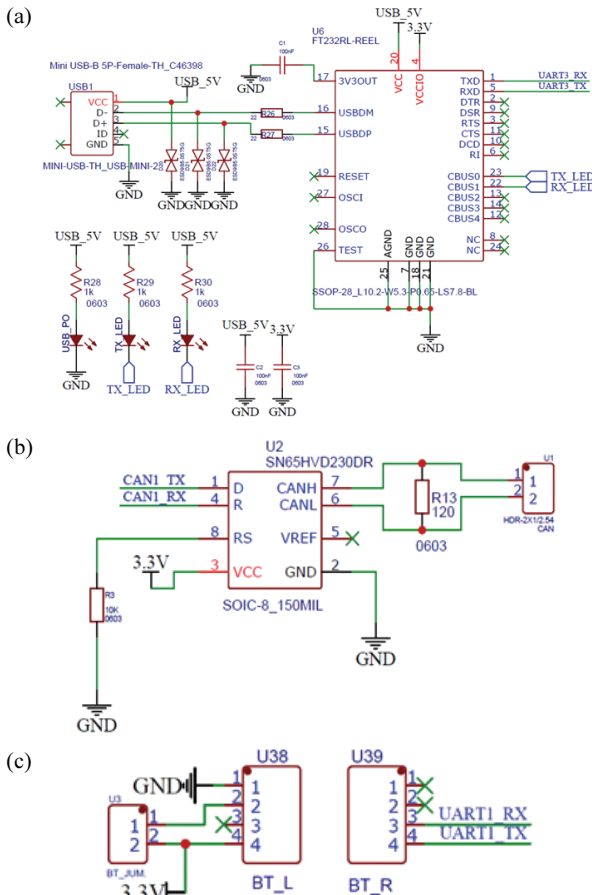 (a)
USB_5V
3.3V
U6
FT232RL-REEL
C1
100nF
0603
GND
Mini USB-B 5P-Female-TH_C46398
USB1
USB_5V
VCC 1
D- 2
D+ 3
ID 4
GND 5
MINI-USB-TH_USB-MINI-2
GND
R26
22
0603
R27
22
0603
D20
D21
D22
GND GND GND
20
VCC
4
VCCIO
17 3V3OUT
16 USBDM
15 USBDP
19 RESET
27 OSCI
28 OSCO
26 TEST
TXD 1 UART3_RX
RXD 5 UART3_TX
DTR 2
DSR 9
RTS 3
CTS 11
DCD 10
RI 6
CBUS0 23 TX_LED
CBUS1 22 RX_LED
CBUS2 13
CBUS3 14
CBUS4 12
NC 8
NC 24
AGND GND GND GND
25 7 18 21
SSOP-28_L10.2-W5.3-P0.65-LS7.8-BL
GND
USB_5V USB_5V USB_5V
R28 R29 R30
1k 1k 1k
0603 0603 0603
USB_PO TX_LED RX_LED
GND
TX_LED RX_LED
USB_5V 3.3V
C2 C3
100nF 100nF
0603 0603
GND GND
(b)
U2
SN65HVD230DR
CAN1_TX 1 D
CAN1_RX 4 R
8 RS
3.3V 3 VCC
CANH 7
CANL 6
VREF 5
GND 2
SOIC-8_150MIL
R13
120
0603
U1
1 1
2 2
HDR-2X1/2.54
CAN
R3
10K
0603
GND
GND
(c)
U38
U39
GND
U3
1 1
2 2
BT_JUM.
3.3V
1 1
2 2
3 3
4 4
BT_L
1 1
2 2
3 3 UART1_RX
4 4 UART1_TX
BT_R